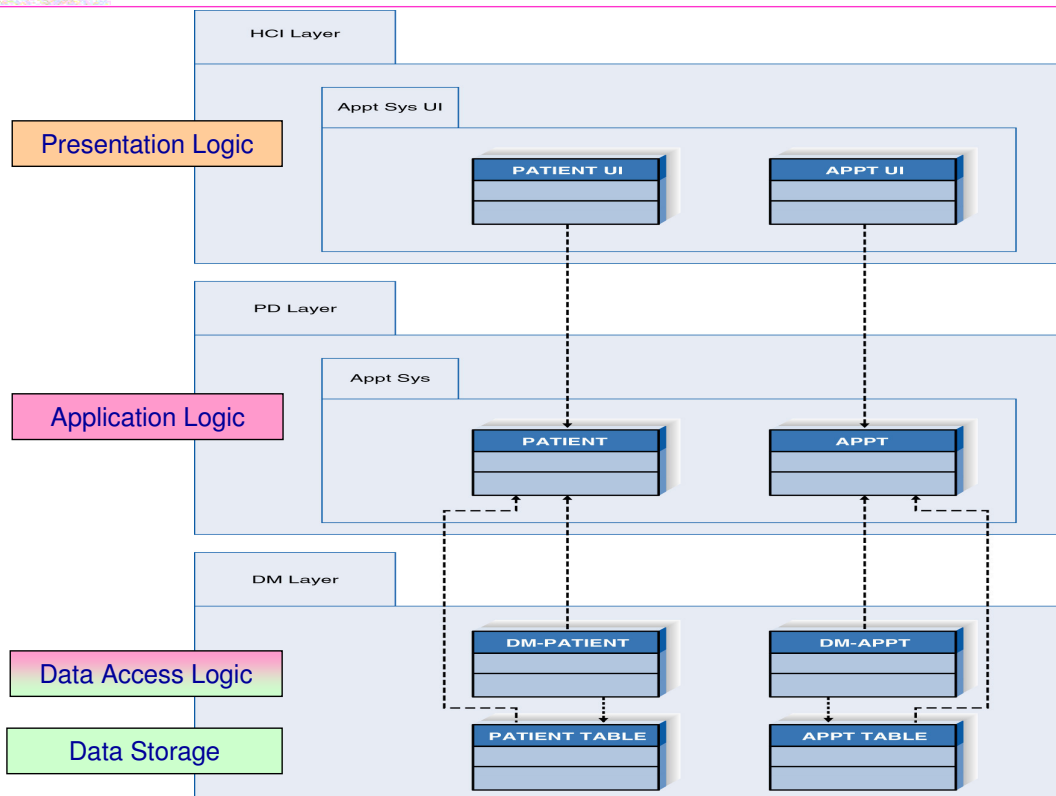 HCI Layer
Appt Sys UI
Presentation Logic
PATIENT UI
APPT UI
PD Layer
Appt Sys
Application Logic
PATIENT
APPT
DM Layer
DM-PATIENT
DM-APPT
Data Access Logic
PATIENT TABLE
APPT TABLE
Data Storage